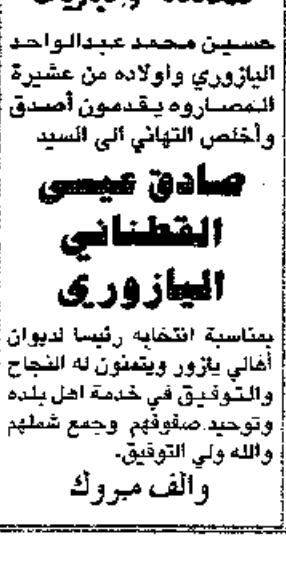 حسين محمد عبدالواحد
اليازوري واولاده من عشيرة
المصاروه يقدمون أصدق
وأخلص التهاني الى السيد
صادق عيسى
القطناني
اليازوري
بمناسبة انتخابه رئيسا لديوان
أهالي يازور ويتمنون له النجاح
والتوفيق في خدمة اهل بلده
وتوحيد صفوفهم وجمع شملهم
والله ولي التوفيق.
والف مبروك